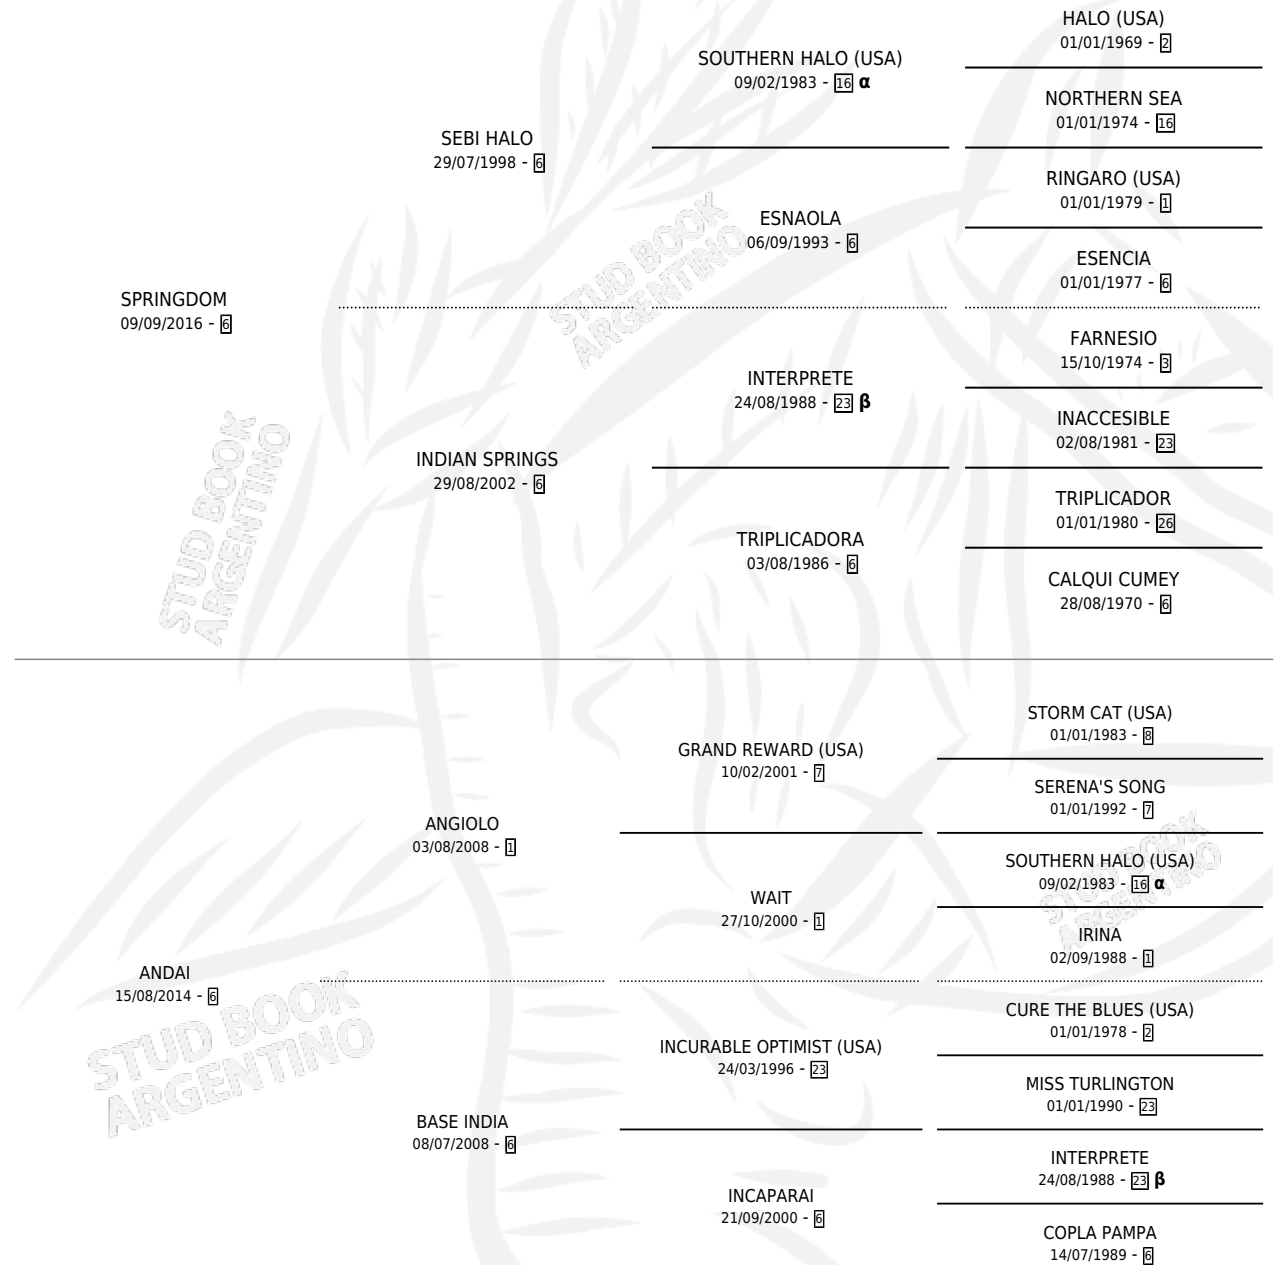 HALO (USA)
01/01/1969 - 2
SOUTHERN HALO (USA)
09/02/1983 - 16 α
NORTHERN SEA
01/01/1974 - 16
SEBI HALO
29/07/1998 - 6
RINGARO (USA)
01/01/1979 - 1
ESNAOLA
06/09/1993 - 6
ESENCIA
01/01/1977 - 6
SPRINGDOM
09/09/2016 - 6
FARNESIO
15/10/1974 - 3
INTERPRETE
24/08/1988 - 23 β
INACCESIBLE
02/08/1981 - 23
INDIAN SPRINGS
29/08/2002 - 6
TRIPLICADOR
01/01/1980 - 26
TRIPLICADORA
03/08/1986 - 6
CALQUI CUMEY
28/08/1970 - 6
STORM CAT (USA)
01/01/1983 - 8
GRAND REWARD (USA)
10/02/2001 - 7
SERENA'S SONG
01/01/1992 - 7
ANGIOLO
03/08/2008 - 1
SOUTHERN HALO (USA)
09/02/1983 - 16 α
WAIT
27/10/2000 - 1
IRINA
02/09/1988 - 1
ANDAI
15/08/2014 - 6
CURE THE BLUES (USA)
01/01/1978 - 2
INCURABLE OPTIMIST (USA)
24/03/1996 - 23
MISS TURLINGTON
01/01/1990 - 23
BASE INDIA
08/07/2008 - 6
INTERPRETE
24/08/1988 - 23 β
INCAPARAI
21/09/2000 - 6
COPLA PAMPA
14/07/1989 - 6
STUD BOOK
ARGENTINO
STUD BOOK
ARGENTINO
STUD BOOK
ARGENTINO
STUD BOOK
ARGENTINO